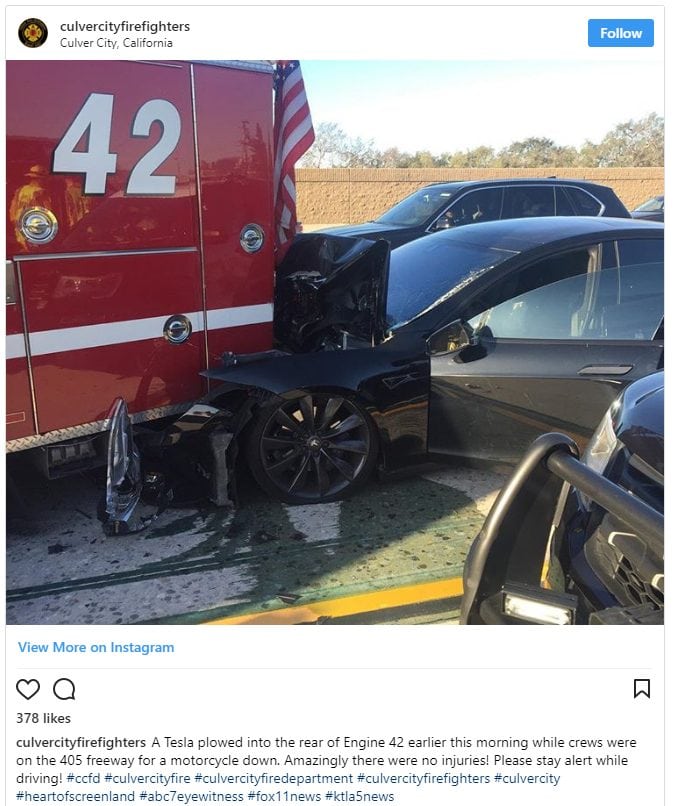 culvercityfirefighters
Culver City, California
Follow
42
View More on Instagram
378 likes
culvercityfirefighters A Tesla plowed into the rear of Engine 42 earlier this morning while crews were
on the 405 freeway for a motorcycle down. Amazingly there were no injuries! Please stay alert while
driving! #ccfd #culvercityfire #culvercityfiredepartment #culvercityfirefighters #culvercity
#heartofscreenland #abc7eyewitness #fox11news #ktla5news